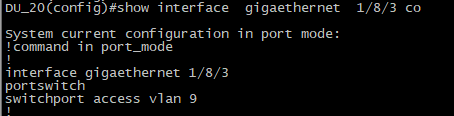 DU_20(config)#show interface  gigaethernet  1/8/3 co
System current configuration in port mode:
!command in port_mode
!
interface gigaethernet 1/8/3
portswitch
switchport access vlan 9
!